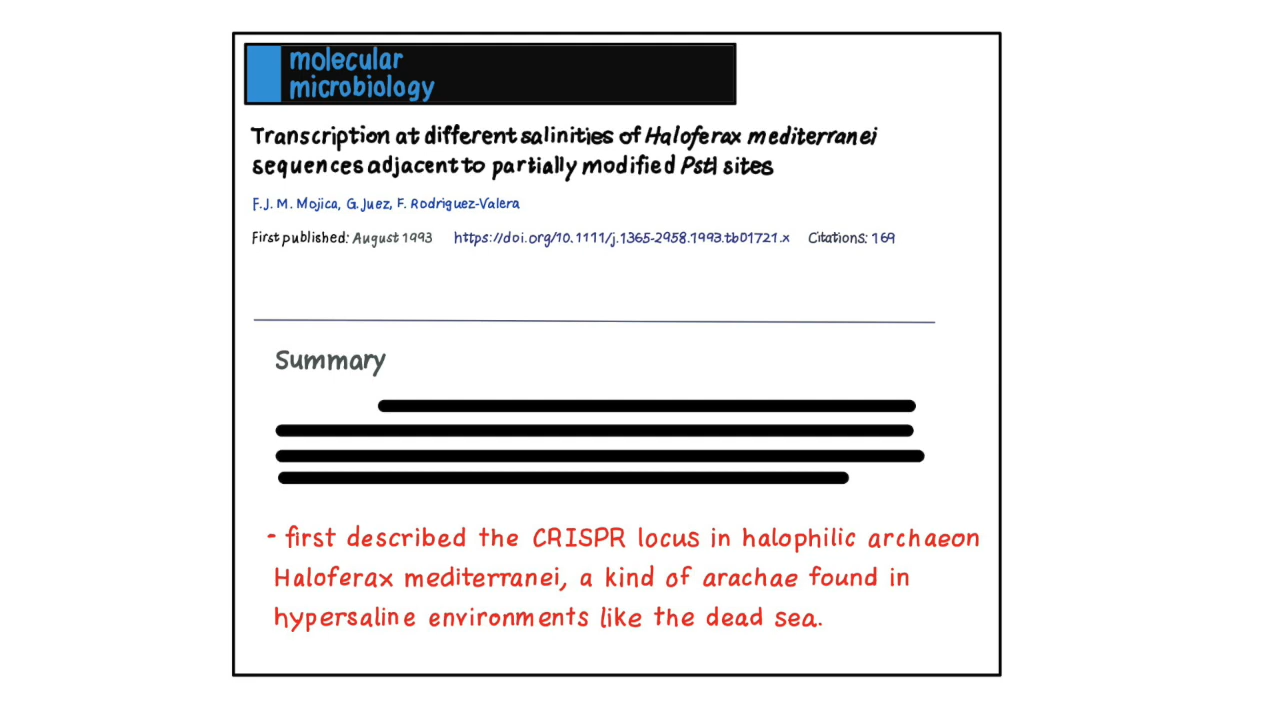 molecular
microbiology
Transcription at different salinities of Haloferax mediterranei
sequences adjacent to partially modified PstI sites
F.J. M. Mojica, G. Juez, F. Rodriguez-Valera
First published: August 1993 https://doi.org/10.1111/j.1365-2958.1993.tb01721.x Citations: 169
Summary
- first described the CRISPR locus in halophilic archaeon
Haloferax mediterranei, a kind of arachae found in
hypersaline environments like the dead sea.